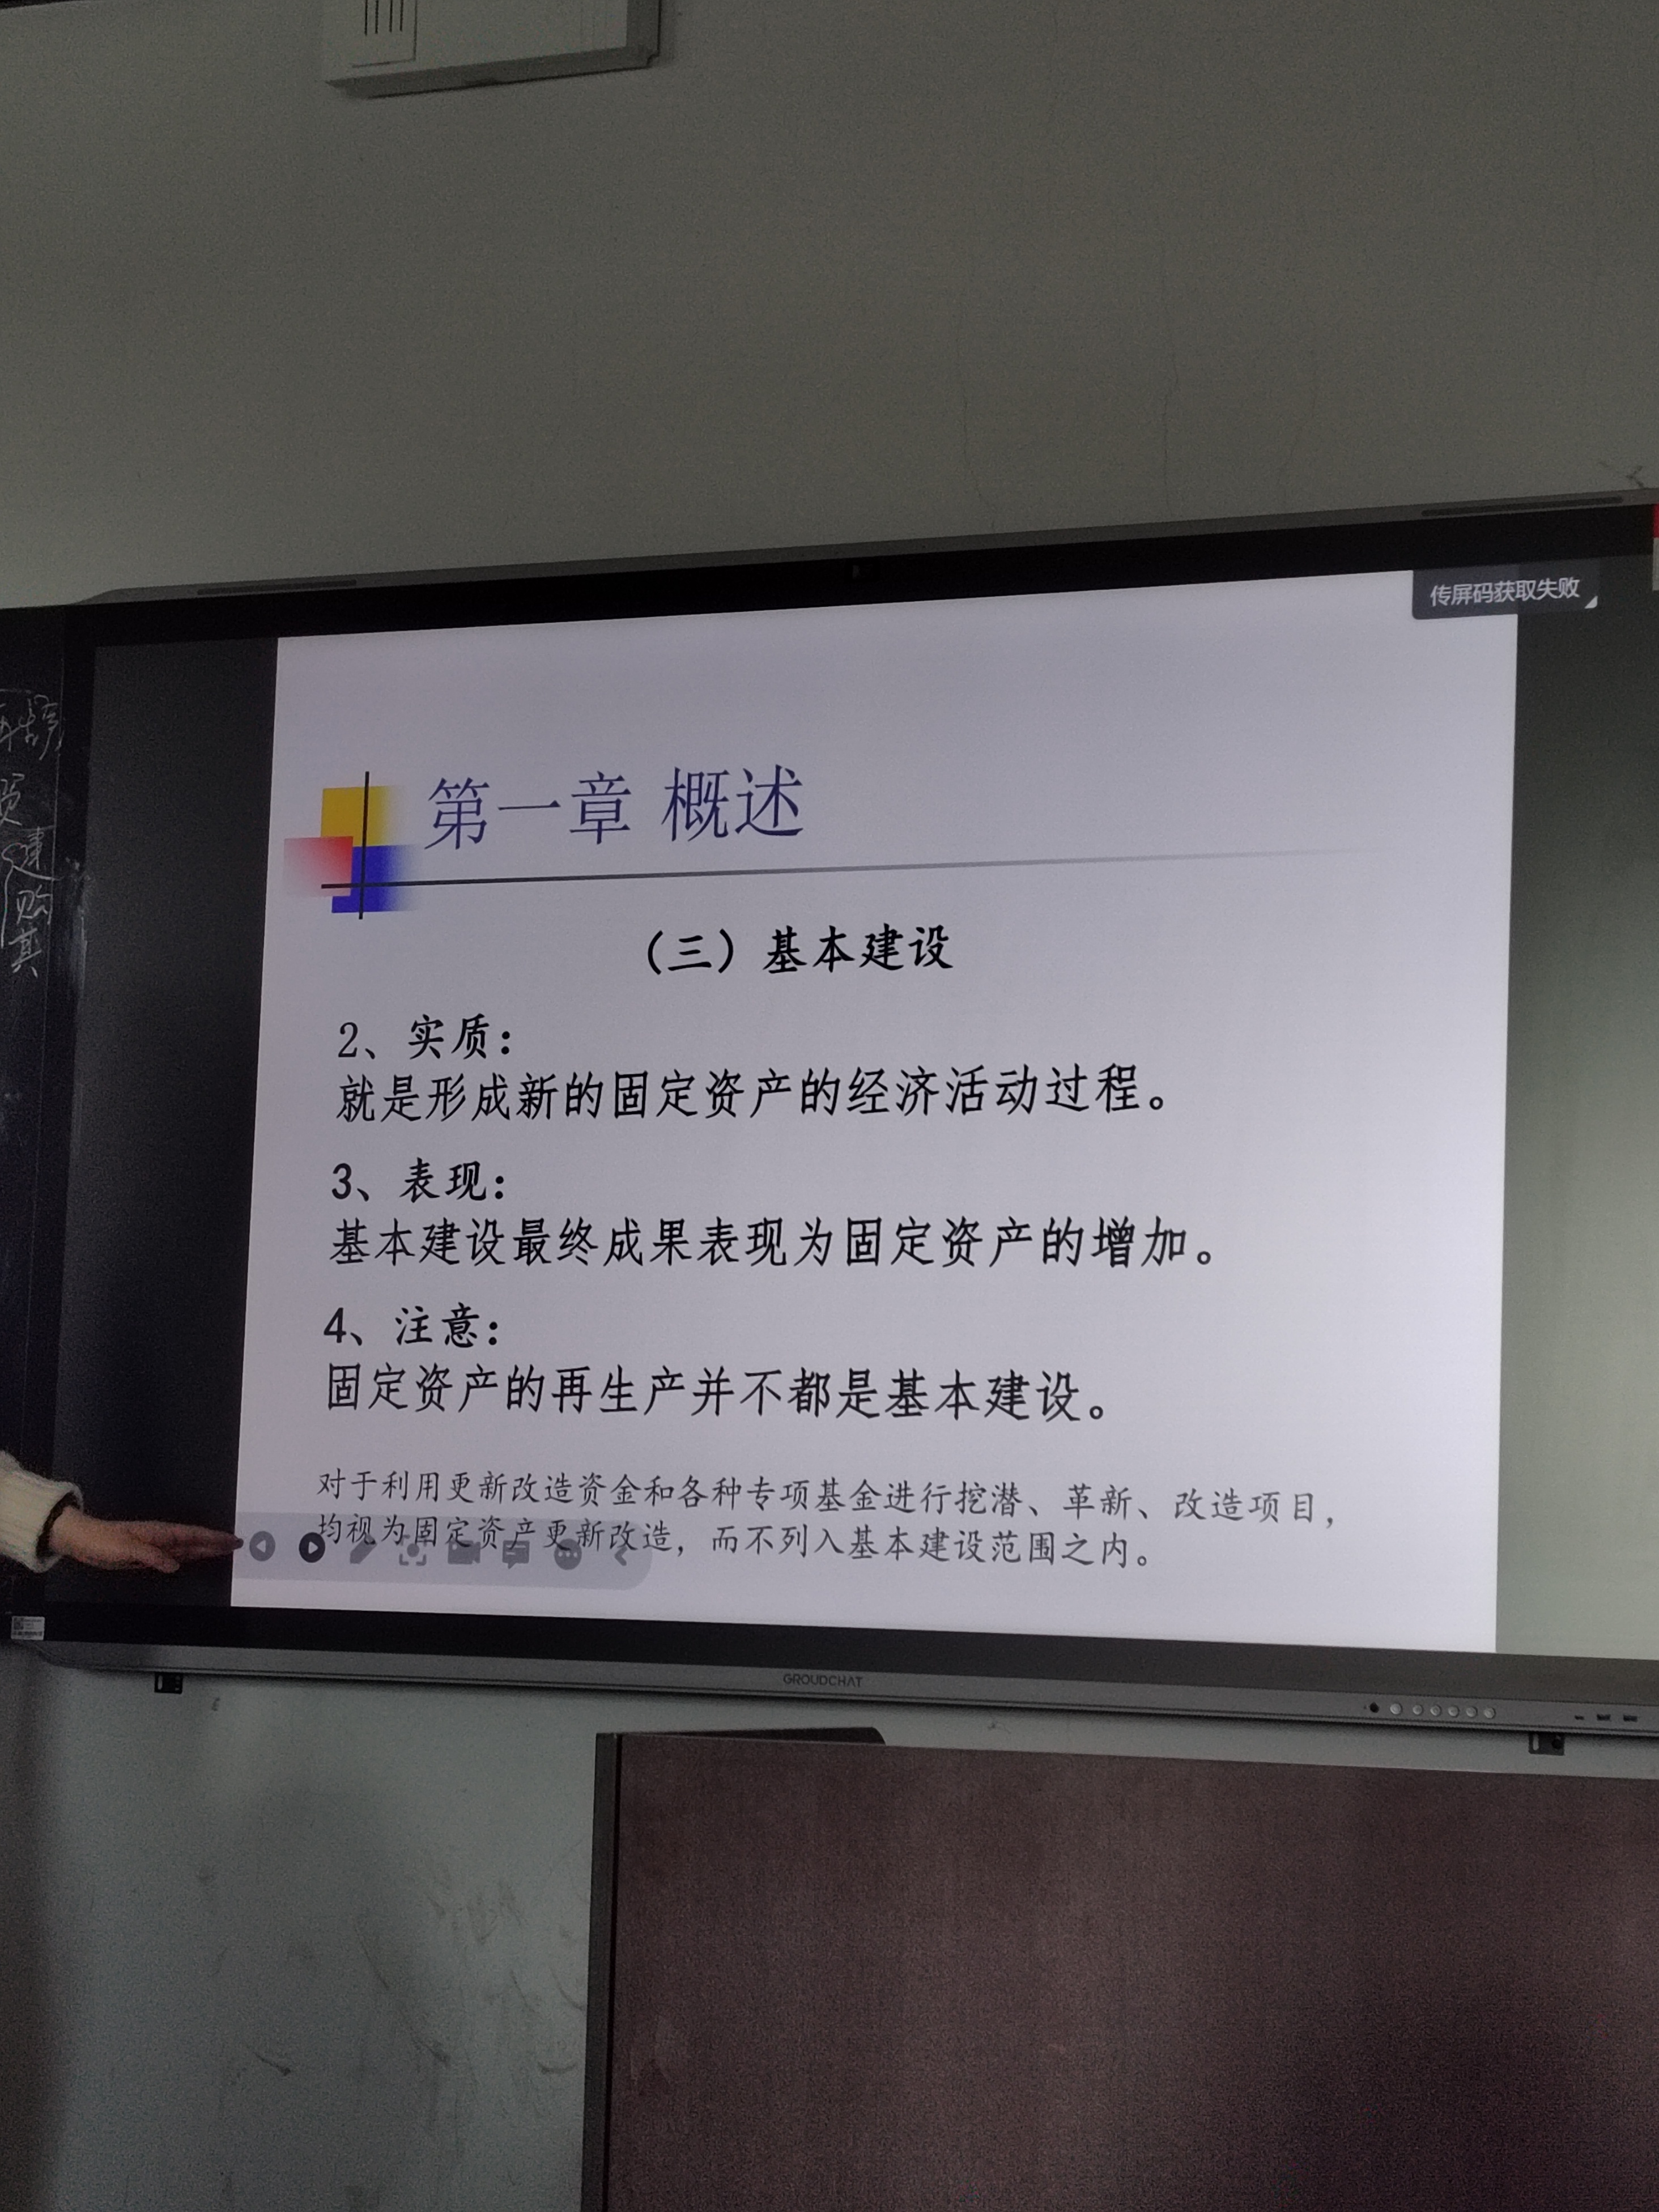 传屏码获取失败
第一章 概述
（三）基本建设
2、实质：
就是形成新的固定资产的经济活动过程。
3、表现：
基本建设最终成果表现为固定资产的增加。
4、注意：
固定资产的再生产并不都是基本建设。
对于利用更新改造资金和各种专项基金进行挖潜、革新、改造项目，
均视为固定资产更新改造，而不列入基本建设范围之内。
建
购
其
GROUDCHAT